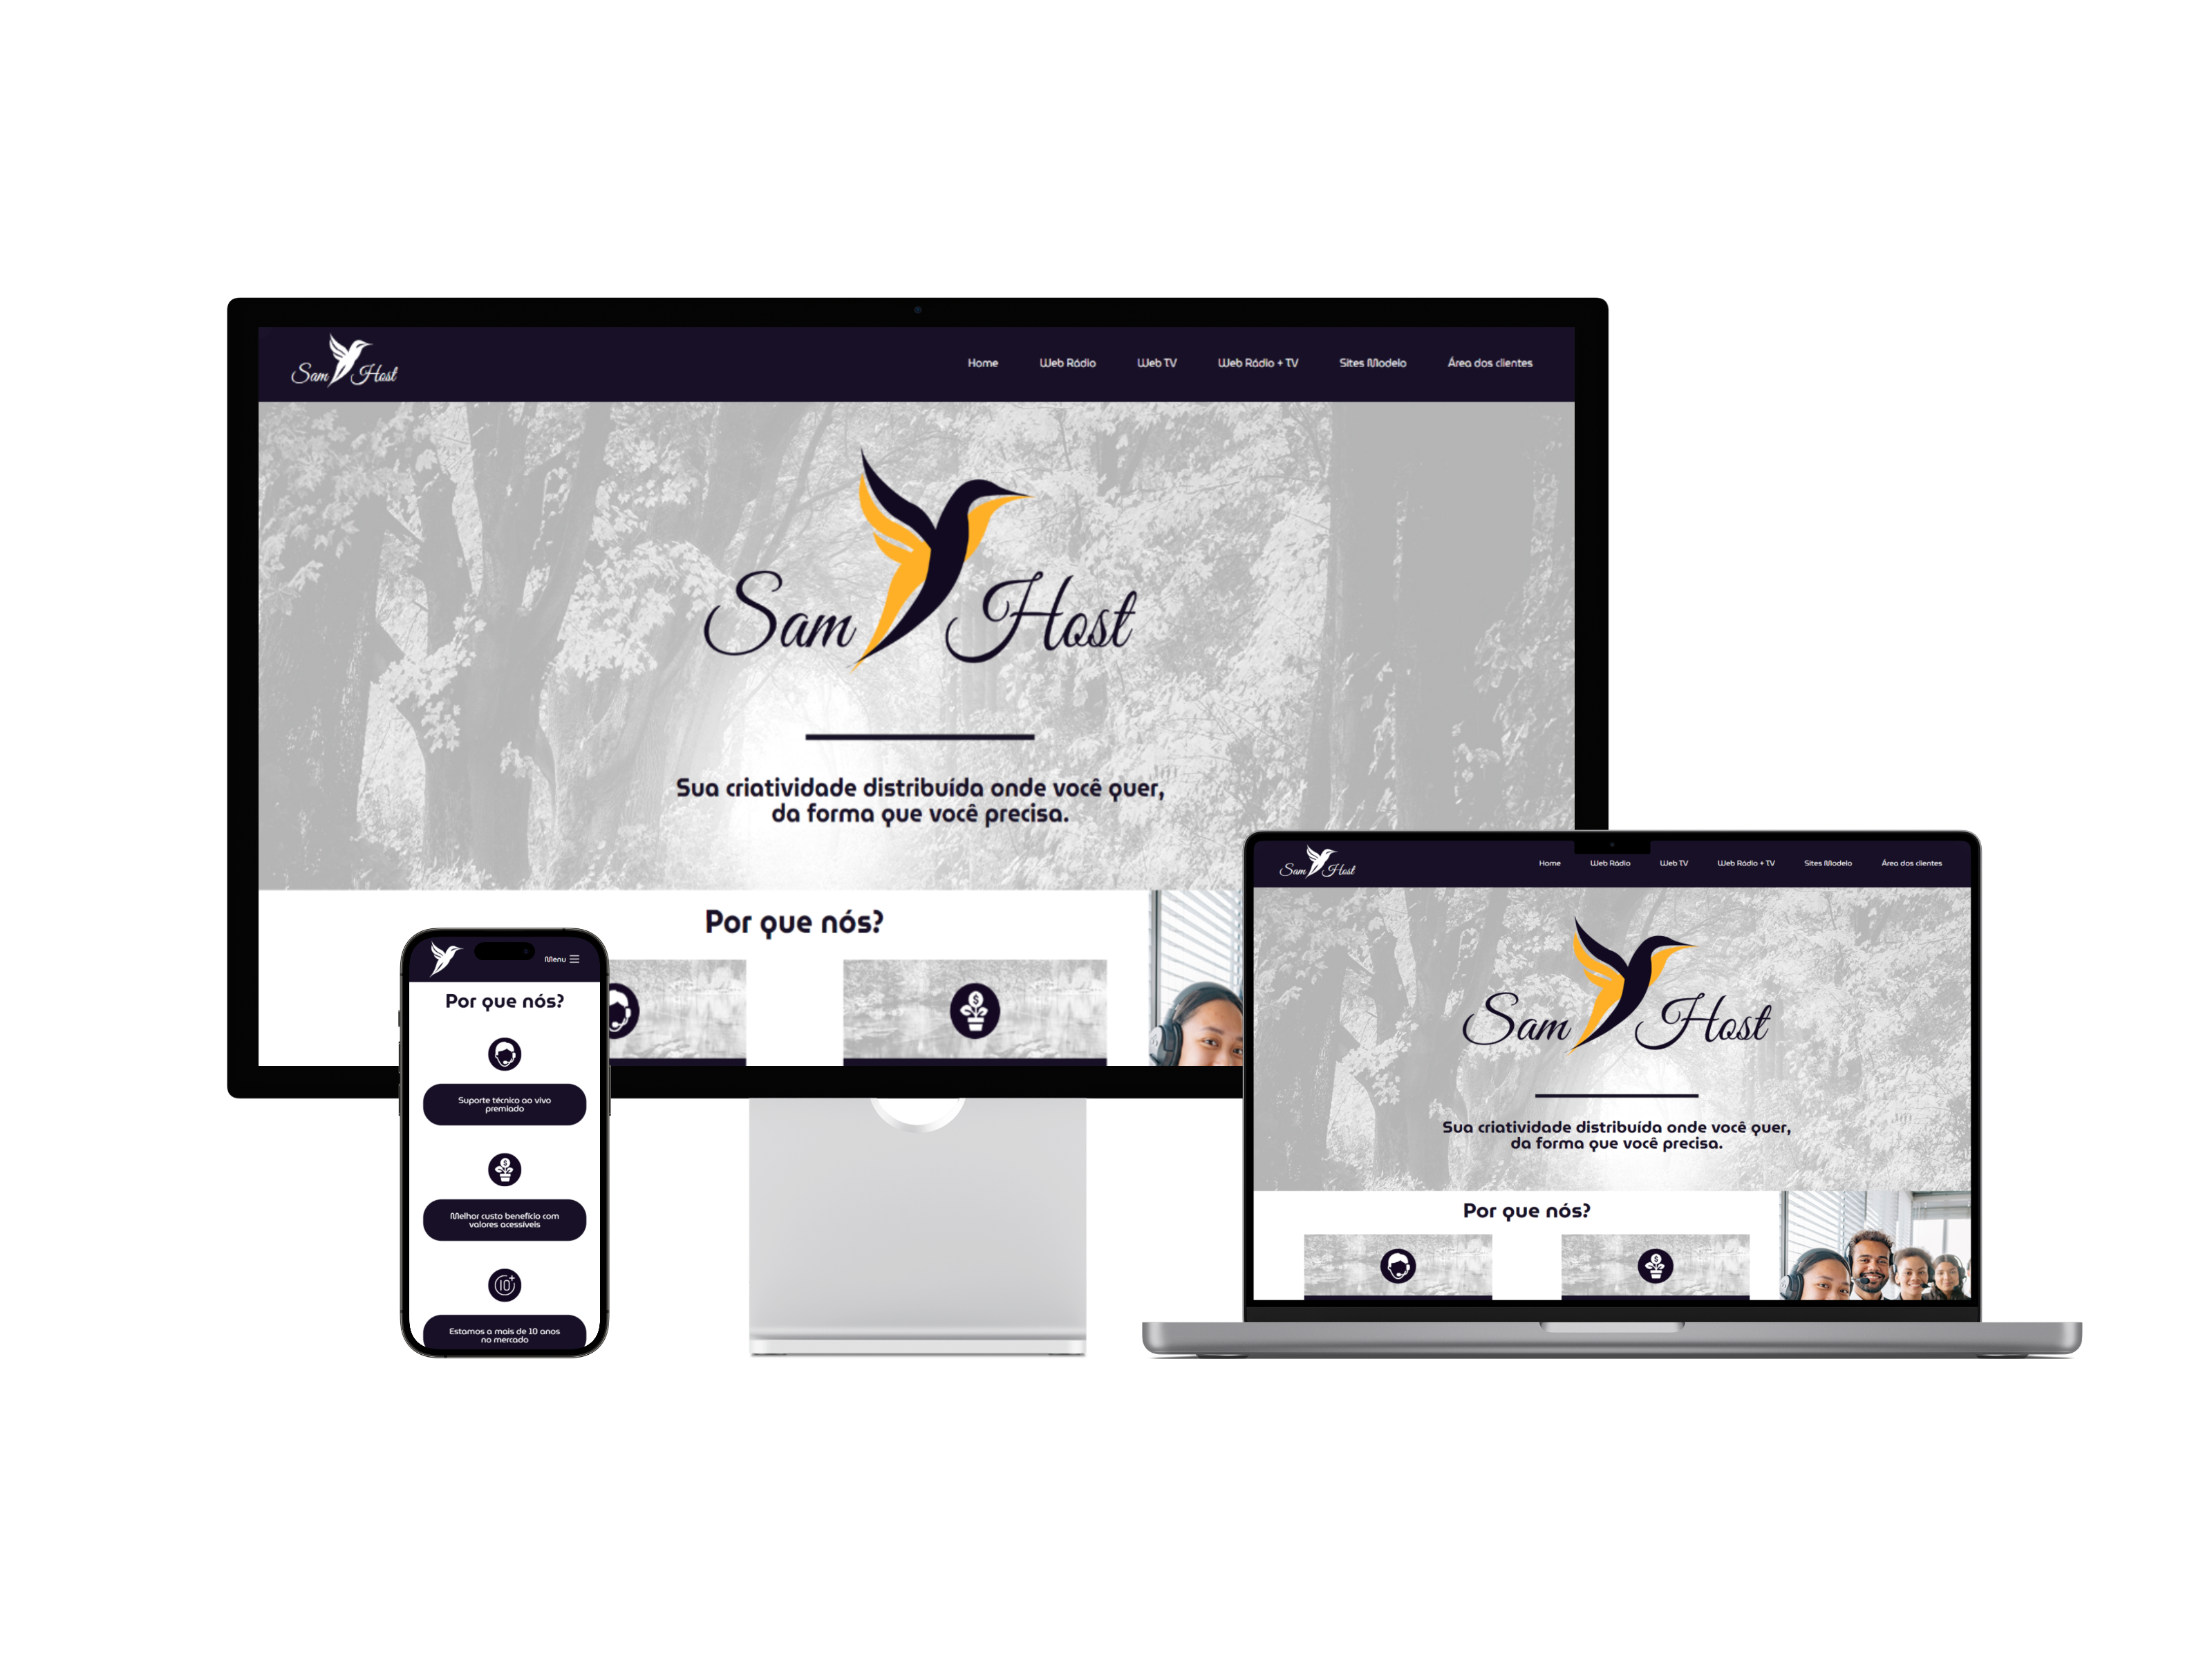 Sam Host
Home Web Rádio Web TV Web Rádio + TV Sites Modelo Área dos clientes
Sam Host
Sua criatividade distribuída onde você quer,
da forma que você precisa.
Por que nós?
Menu
Por que nós?
Suporte técnico ao vivo
premiado
Melhor custo benefício com
valores acessíveis
10+
Estamos a mais de 10 anos
no mercado
Sam Host
Home Web Rádio Web TV Web Rádio + TV Sites Modelo Área dos clientes
Sam Host
Sua criatividade distribuída onde você quer,
da forma que você precisa.
Por que nós?